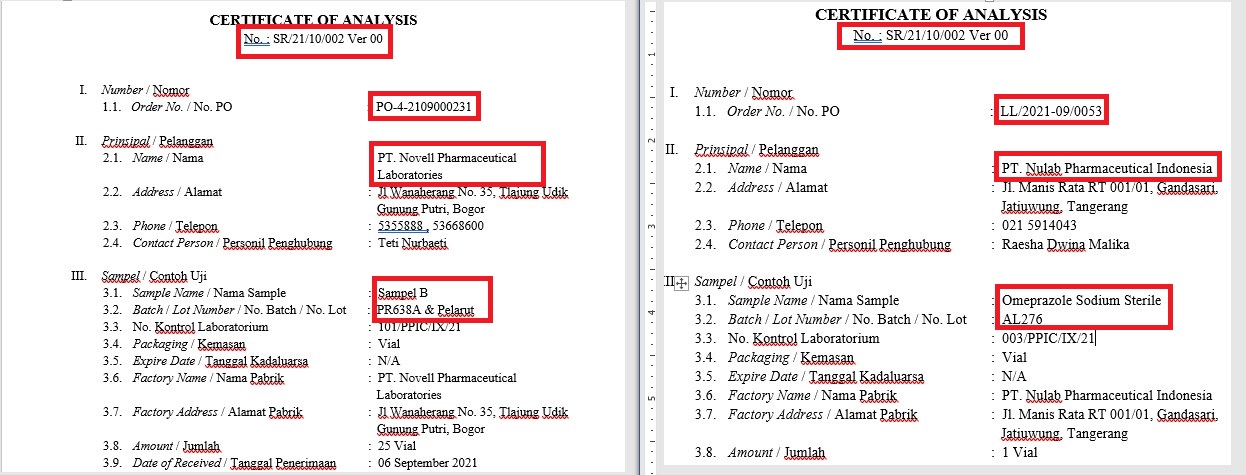 CERTIFICATE OF ANALYSIS
No. : SR/21/10/002 Ver 00
I. Number / Nomor
1.1. Order No. / No. PO : PO-4-2109000231
II. Prinsipal / Pelanggan
2.1. Name / Nama : PT. Novell Pharmaceutical
Laboratories
2.2. Address / Alamat : Jl Wanaherang No. 35, Tlajung Udik
Gunung Putri, Bogor
2.3. Phone / Telepon : 5355888 , 53668600
2.4. Contact Person / Personil Penghubung : Teti Nurbaeti
III. Sampel / Contoh Uji
3.1. Sample Name / Nama Sample : Sampel B
3.2. Batch / Lot Number / No. Batch / No. Lot : PR638A & Pelarut
3.3. No. Kontrol Laboratorium : 101/PPIC/IX/21
3.4. Packaging / Kemasan : Vial
3.5. Expire Date / Tanggal Kadaluarsa : N/A
3.6. Factory Name / Nama Pabrik : PT. Novell Pharmaceutical
Laboratories
3.7. Factory Address / Alamat Pabrik : Jl Wanaherang No. 35, Tlajung Udik
Gunung Putri, Bogor
3.8. Amount / Jumlah : 25 Vial
3.9. Date of Received / Tanggal Penerimaan : 06 September 2021
CERTIFICATE OF ANALYSIS
No. : SR/21/10/002 Ver 00
I. Number / Nomor
1.1. Order No. / No. PO : LL/2021-09/0053
II. Prinsipal / Pelanggan
2.1. Name / Nama : PT. Nulab Pharmaceutical Indonesia
2.2. Address / Alamat : Jl. Manis Rata RT 001/01, Gandasari,
Jatiuwung, Tangerang
2.3. Phone / Telepon : 021 5914043
2.4. Contact Person / Personil Penghubung : Raesha Dwina Malika
II Sampel / Contoh Uji
3.1. Sample Name / Nama Sample : Omeprazole Sodium Sterile
3.2. Batch / Lot Number / No. Batch / No. Lot : AL276
3.3. No. Kontrol Laboratorium : 003/PPIC/IX/21
3.4. Packaging / Kemasan : Vial
3.5. Expire Date / Tanggal Kadaluarsa : N/A
3.6. Factory Name / Nama Pabrik : PT. Nulab Pharmaceutical Indonesia
3.7. Factory Address / Alamat Pabrik : Jl. Manis Rata RT 001/01, Gandasari,
Jatiuwung, Tangerang
3.8. Amount / Jumlah : 1 Vial
1
2
3
4
5